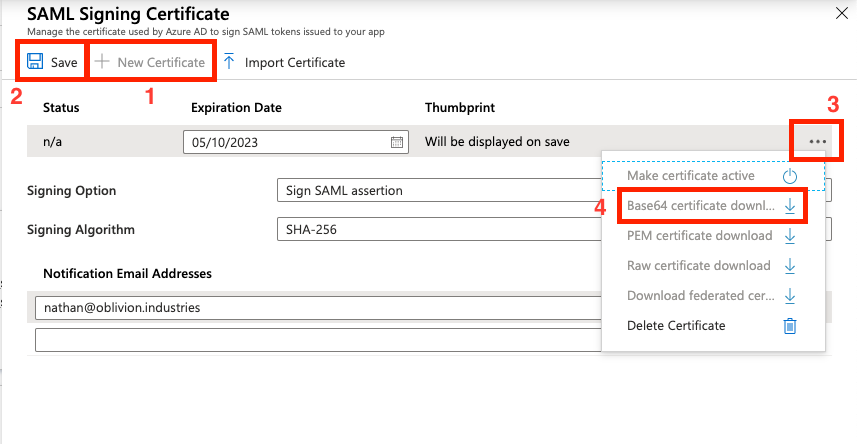 SAML Signing Certificate
Manage the certificate used by Azure AD to sign SAML tokens issued to your app
Save
New Certificate
Import Certificate
2
1
3
Status
Expiration Date
Thumbprint
n/a
05/10/2023
Will be displayed on save
Make certificate active
Signing Option
Sign SAML assertion
4
Base64 certificate downl...
Signing Algorithm
SHA-256
PEM certificate download
Raw certificate download
Notification Email Addresses
Download federated cer...
nathan@oblivion.industries
Delete Certificate